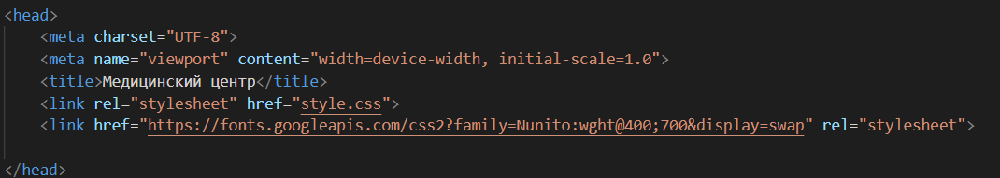 <head>
<meta charset="UTF-8">
<meta name="viewport" content="width=device-width, initial-scale=1.0">
<title>Медицинский центр</title>
<link rel="stylesheet" href="style.css">
<link href="https://fonts.googleapis.com/css2?family=Nunito:wght@400;700&display=swap" rel="stylesheet">
</head>